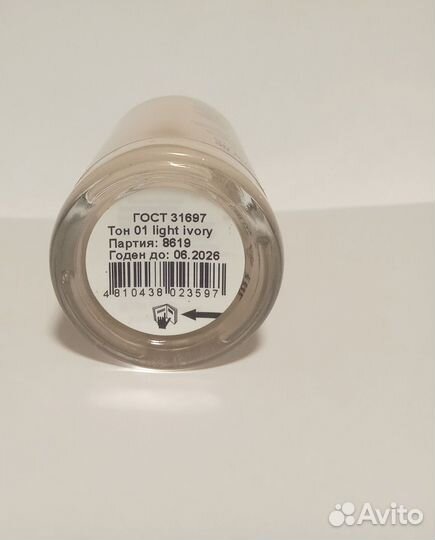 ГОСТ 31697
Тон 01 light ivory
Партия: 8619
Годен до: 06.2026
4 810438 023597
Avito